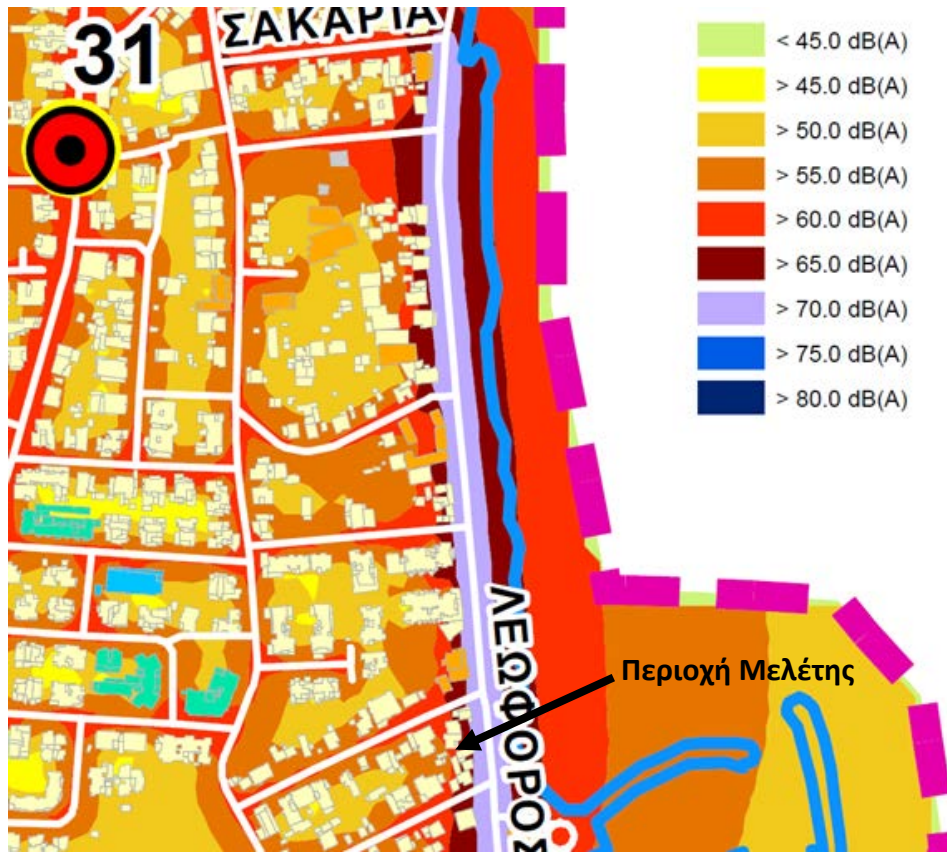 ΣΑΚΑΡΙΑ
31
< 45.0 dB(A)
> 45.0 dB(A)
> 50.0 dB(A)
> 55.0 dB(A)
> 60.0 dB(A)
> 65.0 dB(A)
> 70.0 dB(A)
> 75.0 dB(A)
> 80.0 dB(A)
ΛΕΩΦΟΡΟΣ
Περιοχή Μελέτης